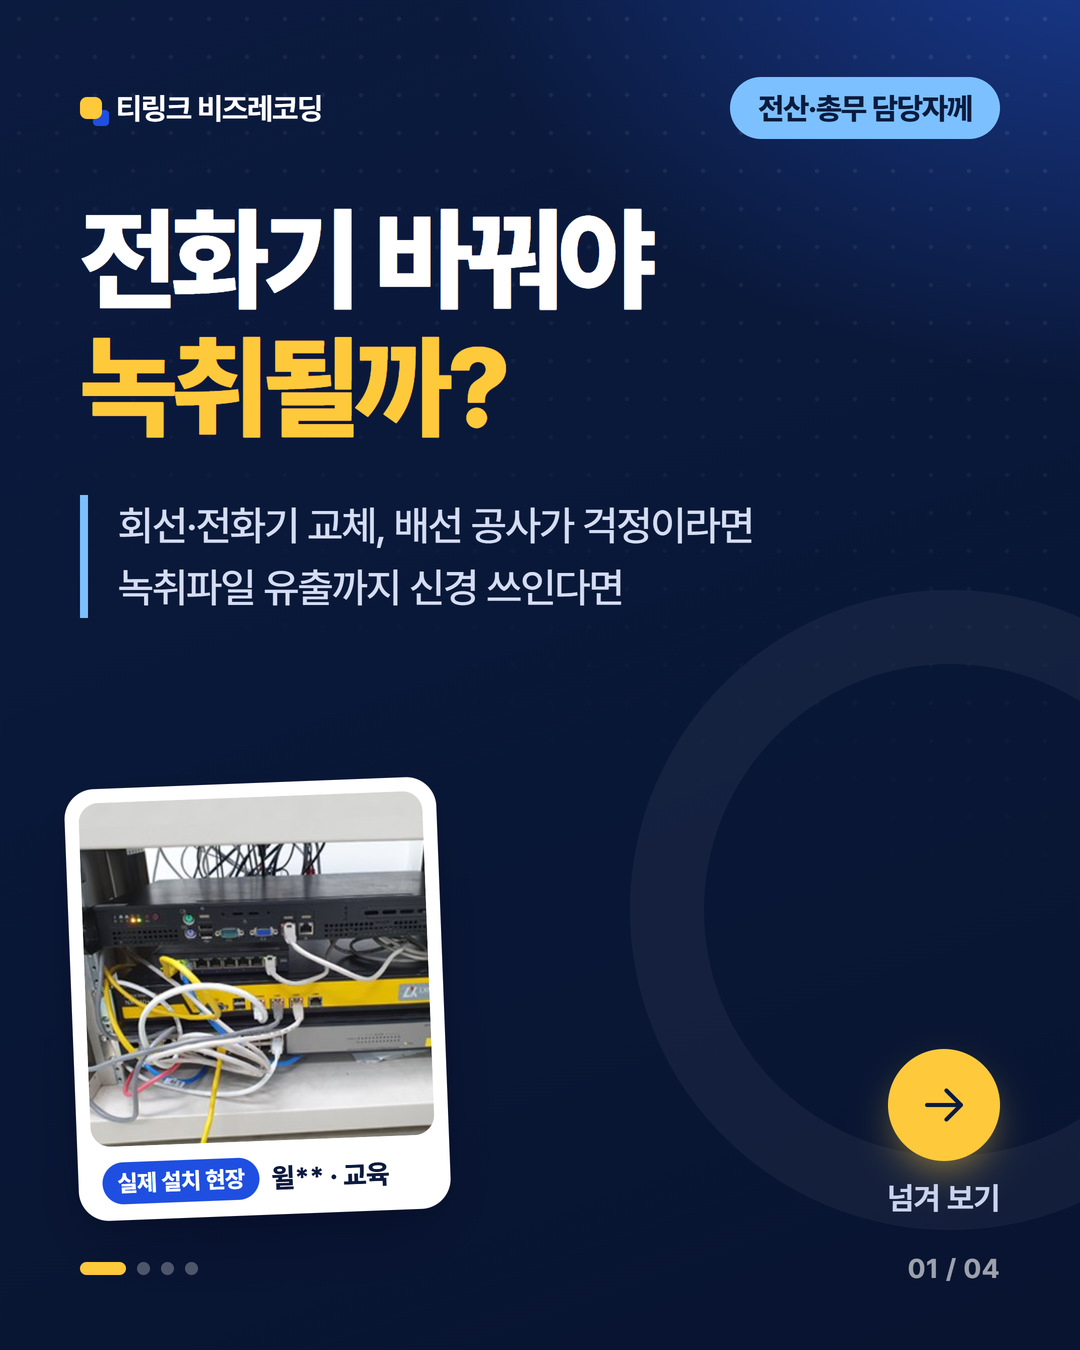 티링크 비즈레코딩
전산·총무 담당자께
전화기 바꿔야
녹취될까?
회선·전화기 교체, 배선 공사가 걱정이라면
녹취파일 유출까지 신경 쓰인다면
실제 설치 현장
윌** · 교육
넘겨 보기
01 / 04